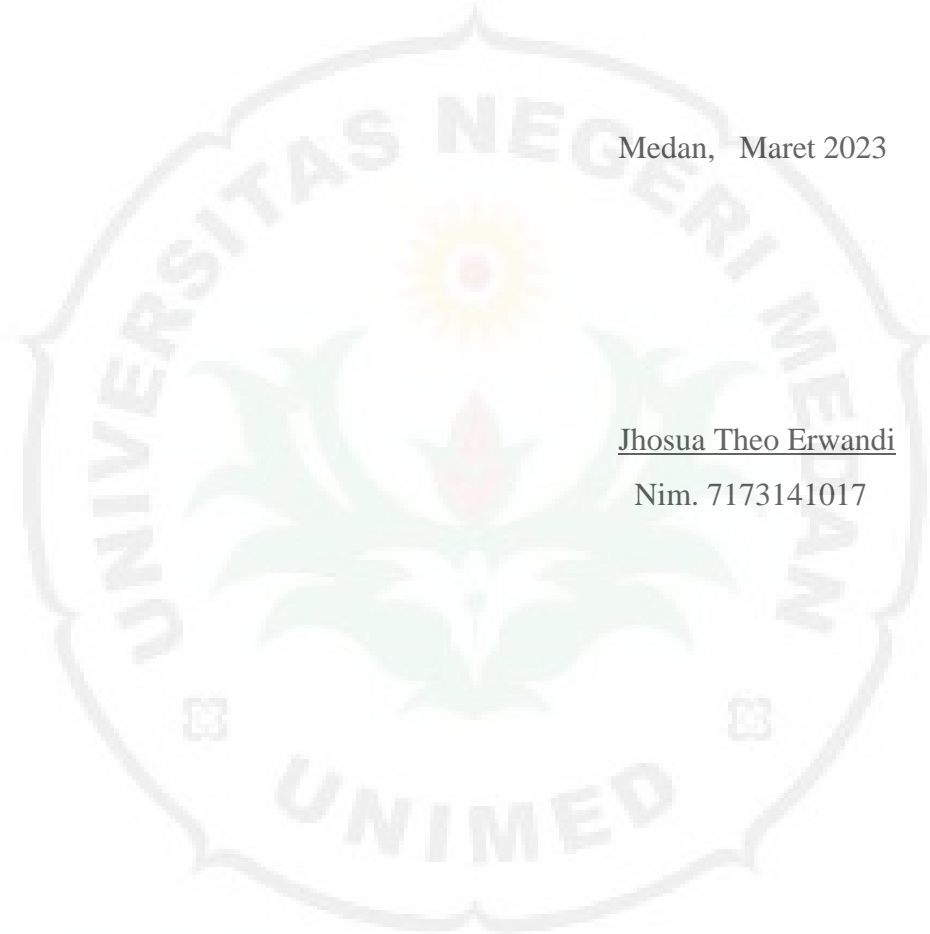 UNIVERSITAS NEGERI MEDAN
Medan, Maret 2023
Jhosua Theo Erwandi
Nim. 7173141017
UNIMED